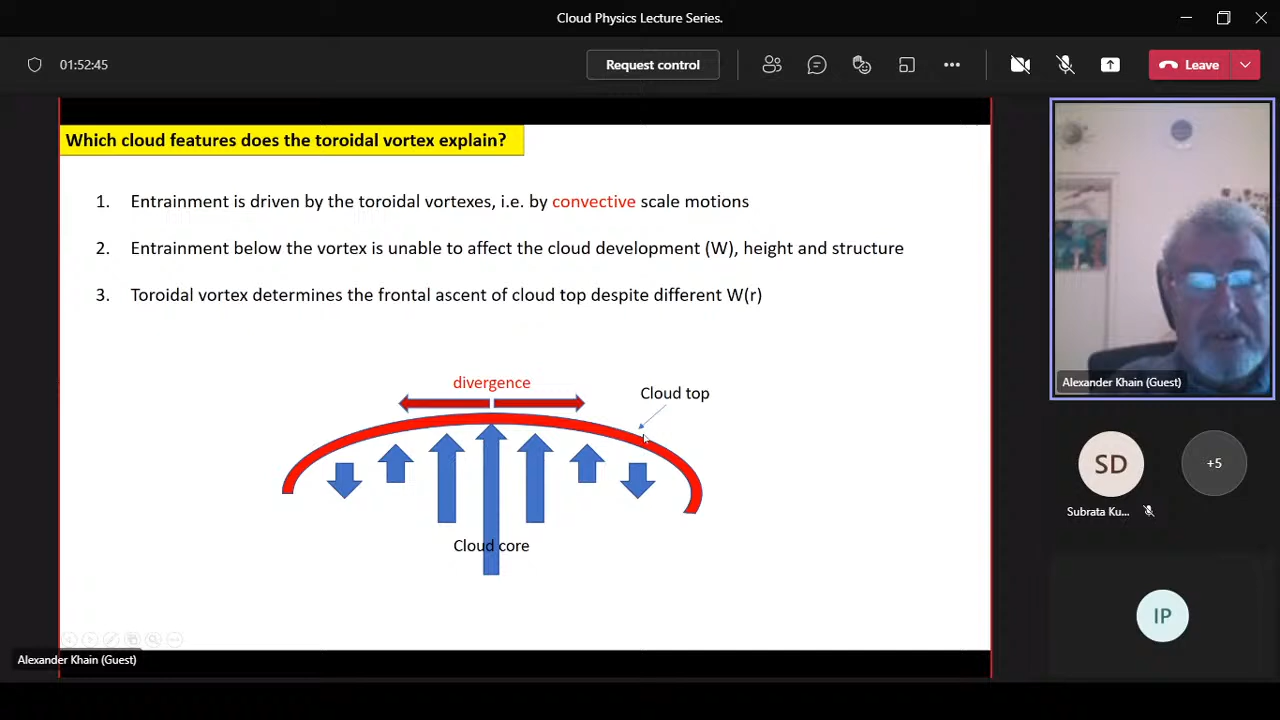 Cloud Physics Lecture Series.
01:52:45
Request control
Leave
Which cloud features does the toroidal vortex explain?
1. Entrainment is driven by the toroidal vortexes, i.e. by convective scale motions
2. Entrainment below the vortex is unable to affect the cloud development (W), height and structure
3. Toroidal vortex determines the frontal ascent of cloud top despite different W(r)
divergence
Cloud top
Cloud core
Alexander Khain (Guest)
SD
+5
Subrata Ku...
IP
Alexander Khain (Guest)